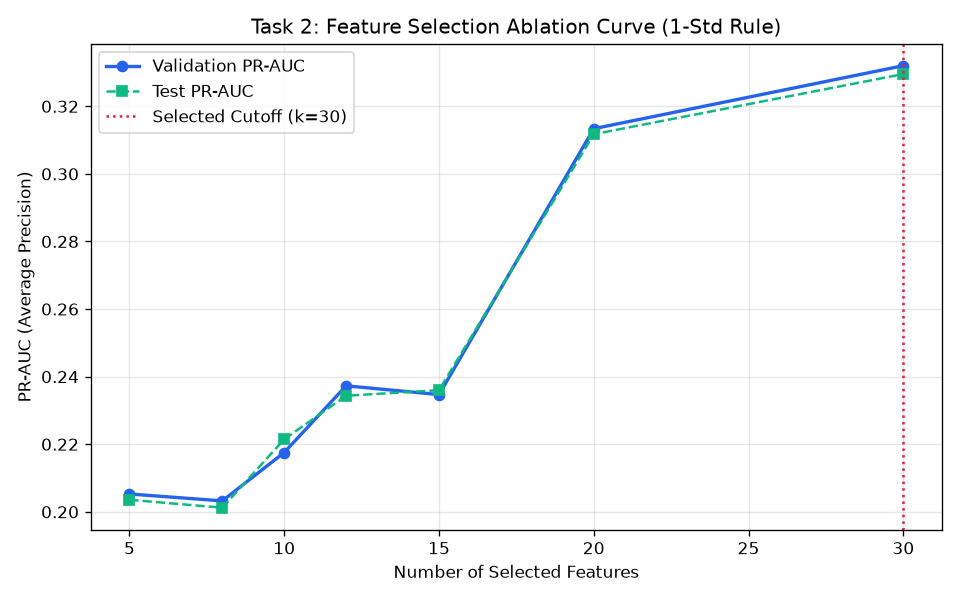 Task 2: Feature Selection Ablation Curve (1-Std Rule)
Validation PR-AUC
Test PR-AUC
Selected Cutoff (k=30)
PR-AUC (Average Precision)
0.32
0.30
0.28
0.26
0.24
0.22
0.20
5 10 15 20 25 30
Number of Selected Features